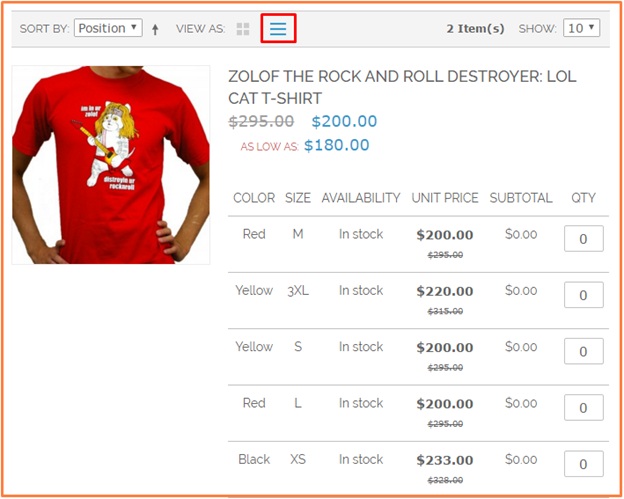 SORT BY: Position VIEW AS: 2 Item(s) SHOW: 10
ZOLOF THE ROCK AND ROLL DESTROYER: LOL
CAT T-SHIRT
$295.00 $200.00
AS LOW AS: $180.00
am le ur
zolof
distroyin ur
rocknroll
COLOR SIZE AVAILABILITY UNIT PRICE SUBTOTAL QTY
Red M In stock $200.00 $0.00 0
$295.00
Yellow 3XL In stock $220.00 $0.00 0
$315.00
Yellow S In stock $200.00 $0.00 0
$295.00
Red L In stock $200.00 $0.00 0
$295.00
Black XS In stock $233.00 $0.00 0
$328.00